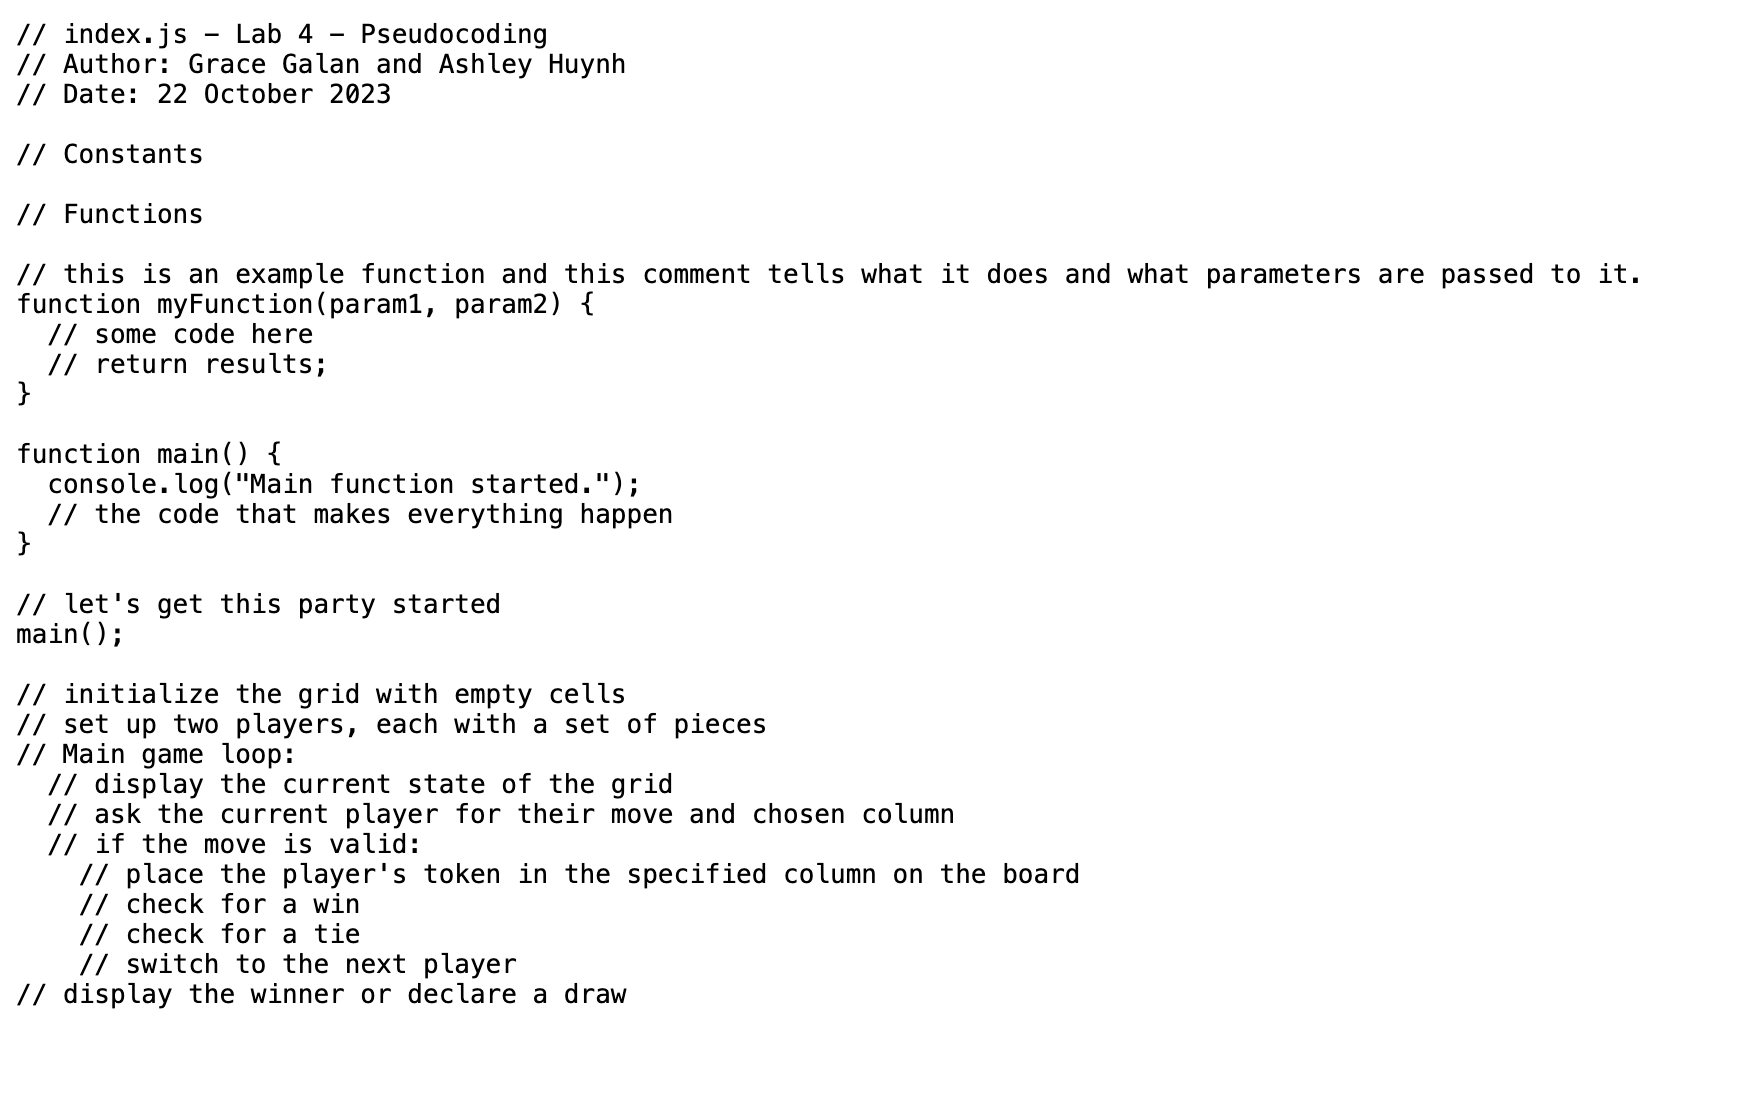 // index.js – Lab 4 – Pseudocoding
// Author: Grace Galan and Ashley Huynh
// Date: 22 October 2023

// Constants

// Functions

// this is an example function and this comment tells what it does and what parameters are passed to it.
function myFunction(param1, param2) {
  // some code here
  // return results;
}

function main() {
  console.log("Main function started.");
  // the code that makes everything happen
}

// let's get this party started
main();

// initialize the grid with empty cells
// set up two players, each with a set of pieces
// Main game loop:
  // display the current state of the grid
  // ask the current player for their move and chosen column
  // if the move is valid:
    // place the player's token in the specified column on the board
    // check for a win
    // check for a tie
    // switch to the next player
// display the winner or declare a draw